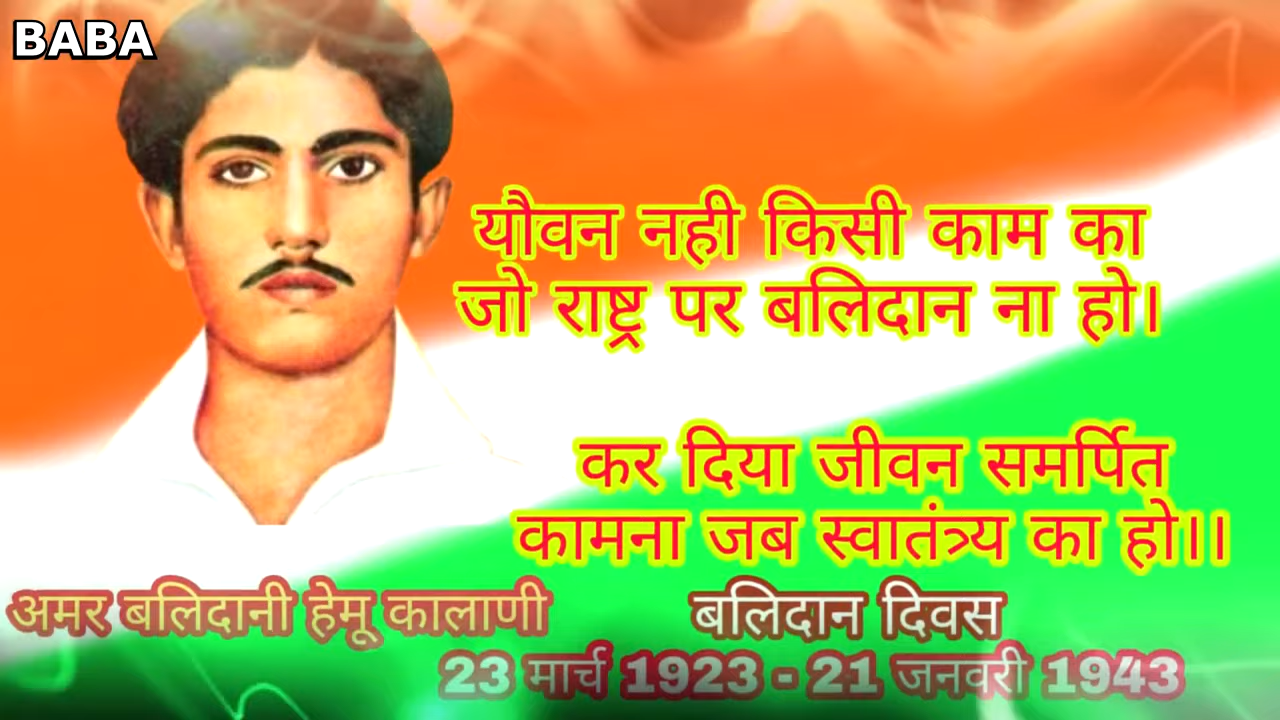 BABA
यौवन नही किसी काम का
जो राष्ट्र पर बलिदान ना हो।
कर दिया जीवन समर्पित
कामना जब स्वातंत्र्य का हो।।
अमर बलिदानी हेमू कालाणी
बलिदान दिवस
23 मार्च 1923 - 21 जनवरी 1943